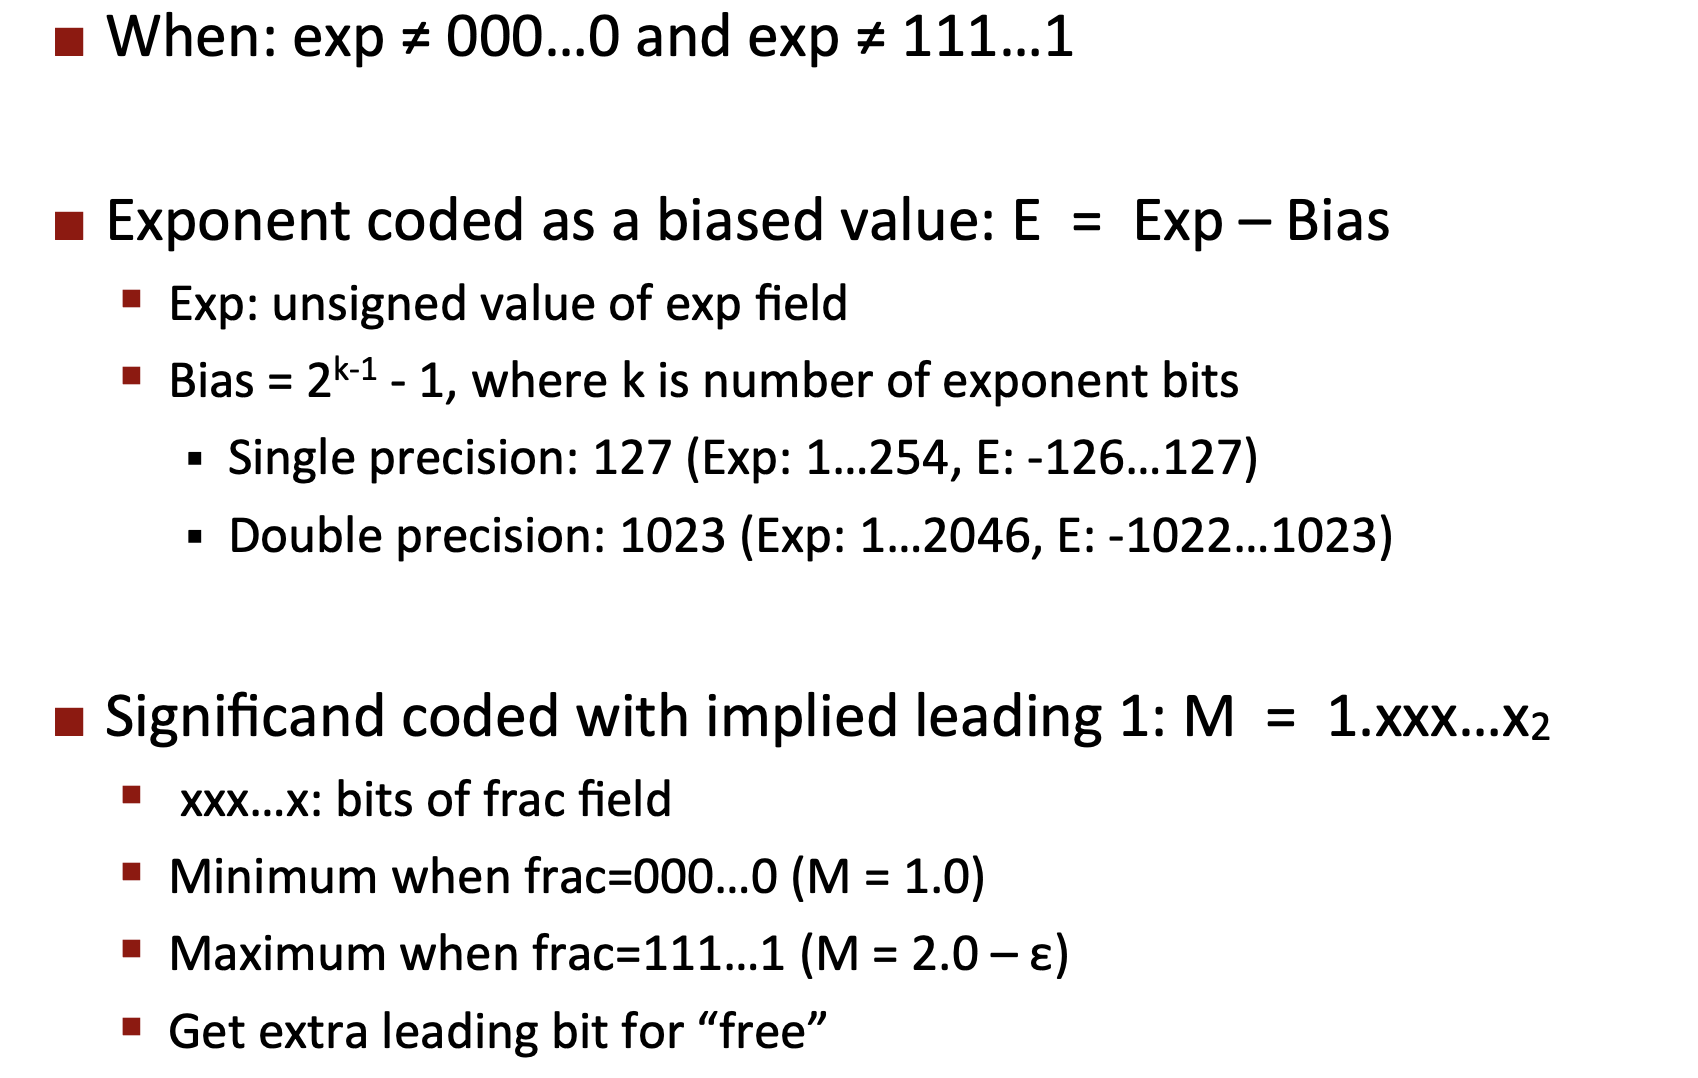 ■ When: exp ≠ 000…0 and exp ≠ 111…1
■ Exponent coded as a biased value: E = Exp – Bias
▪ Exp: unsigned value of exp field
▪ Bias = 2ᵏ⁻¹ - 1, where k is number of exponent bits
▪ Single precision: 127 (Exp: 1…254, E: -126…127)
▪ Double precision: 1023 (Exp: 1…2046, E: -1022…1023)
■ Significand coded with implied leading 1: M = 1.xxx…x₂
▪ xxx…x: bits of frac field
▪ Minimum when frac=000…0 (M = 1.0)
▪ Maximum when frac=111…1 (M = 2.0 – ε)
▪ Get extra leading bit for “free”